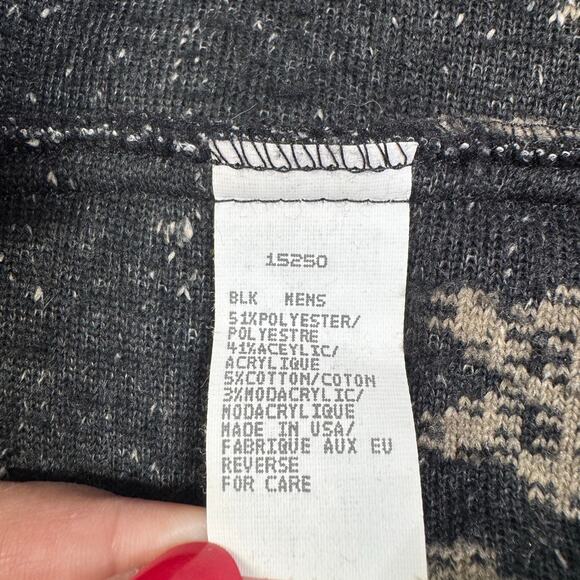 15250
BLK MENS
51%POLYESTER/
POLYESTRE
41%ACEYLIC/
ACRYLIQUE
5%COTTON/COTON
3%MODACRYLIC/
MODACRYLIQUE
MADE IN USA/
FABRIQUE AUX EU
REVERSE
FOR CARE